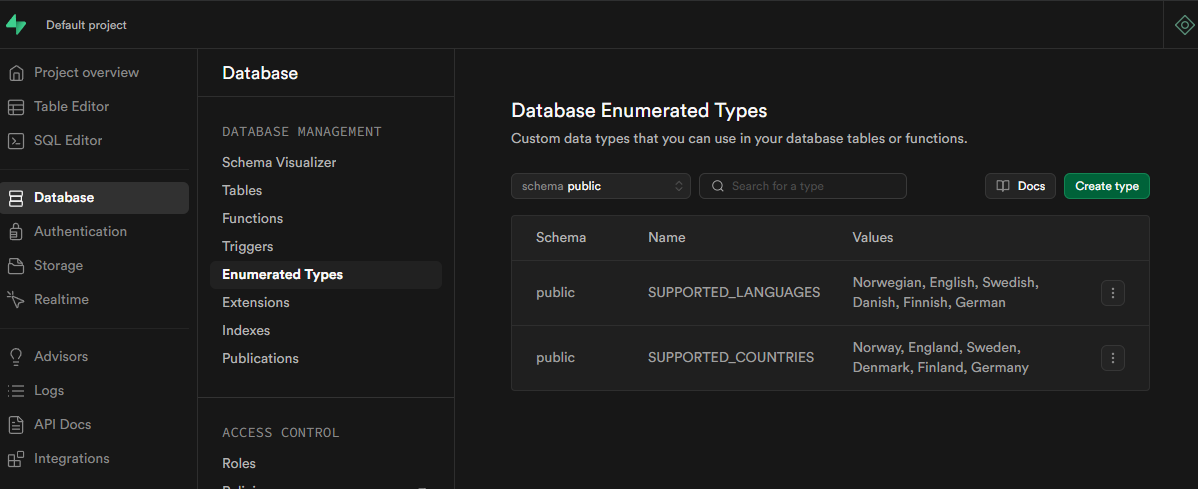 Default project
Project overview
Table Editor
SQL Editor
Database
Authentication
Storage
Realtime
Advisors
Logs
API Docs
Integrations
Database
DATABASE MANAGEMENT
Schema Visualizer
Tables
Functions
Triggers
Enumerated Types
Extensions
Indexes
Publications
ACCESS CONTROL
Roles
Database Enumerated Types
Custom data types that you can use in your database tables or functions.
schema public
Search for a type
Docs
Create type
Schema Name Values
public SUPPORTED_LANGUAGES Norwegian, English, Swedish,
Danish, Finnish, German
public SUPPORTED_COUNTRIES Norway, England, Sweden,
Denmark, Finland, Germany